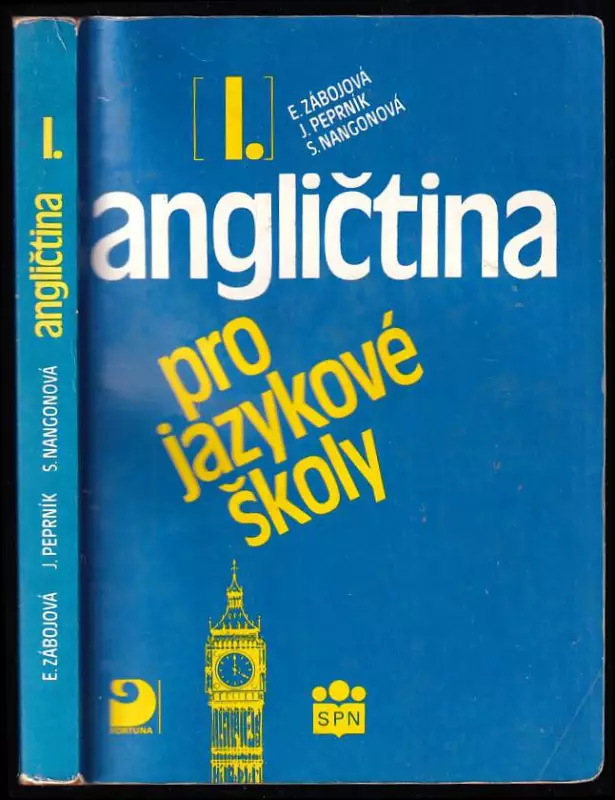 I.
angličtina
S. NANGONOVÁ
J. PEPRNÍK
E. ZÁBOJOVÁ
[I.]
E. ZÁBOJOVÁ
J. PEPRNÍK
S. NANGONOVÁ
angličtina
pro
jazykové
školy
FORTUNA
SPN